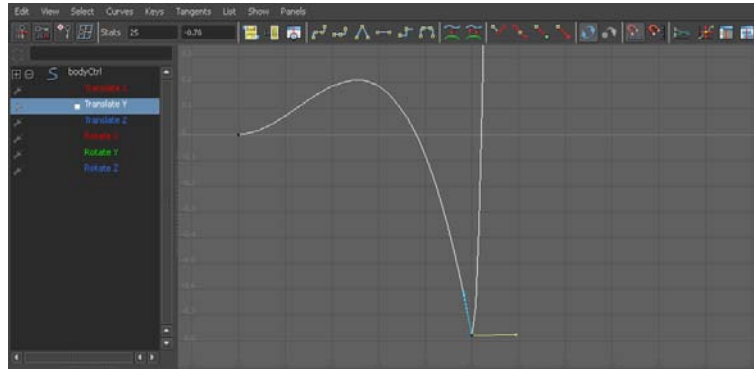 Edit View Select Curves Keys Tangents List Show Panels
Stats 25 -0.78
bodyCtrl
Translate X
Translate Y
Translate Z
Rotate X
Rotate Y
Rotate Z